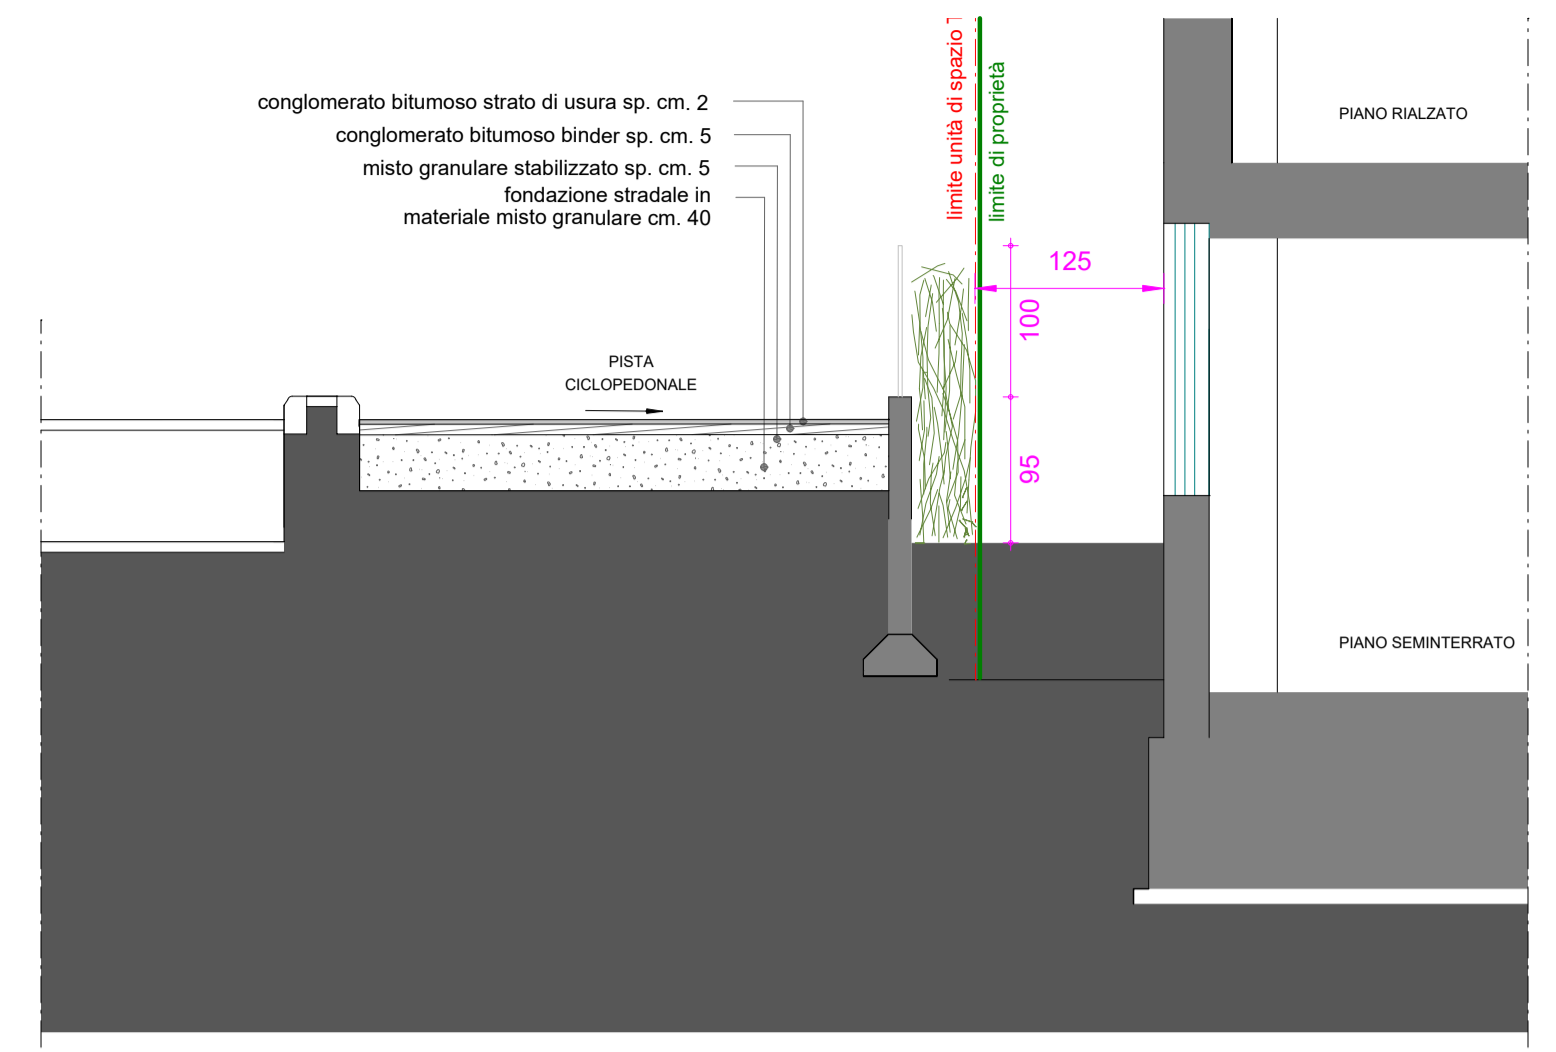 conglomerato bitumoso strato di usura sp. cm. 2
conglomerato bitumoso binder sp. cm. 5
misto granulare stabilizzato sp. cm. 5
fondazione stradale in
materiale misto granulare cm. 40
limite unità di spazio
limite di proprietà
PIANO RIALZATO
125
100
95
PISTA
CICLOPEDONALE
PIANO SEMINTERRATO